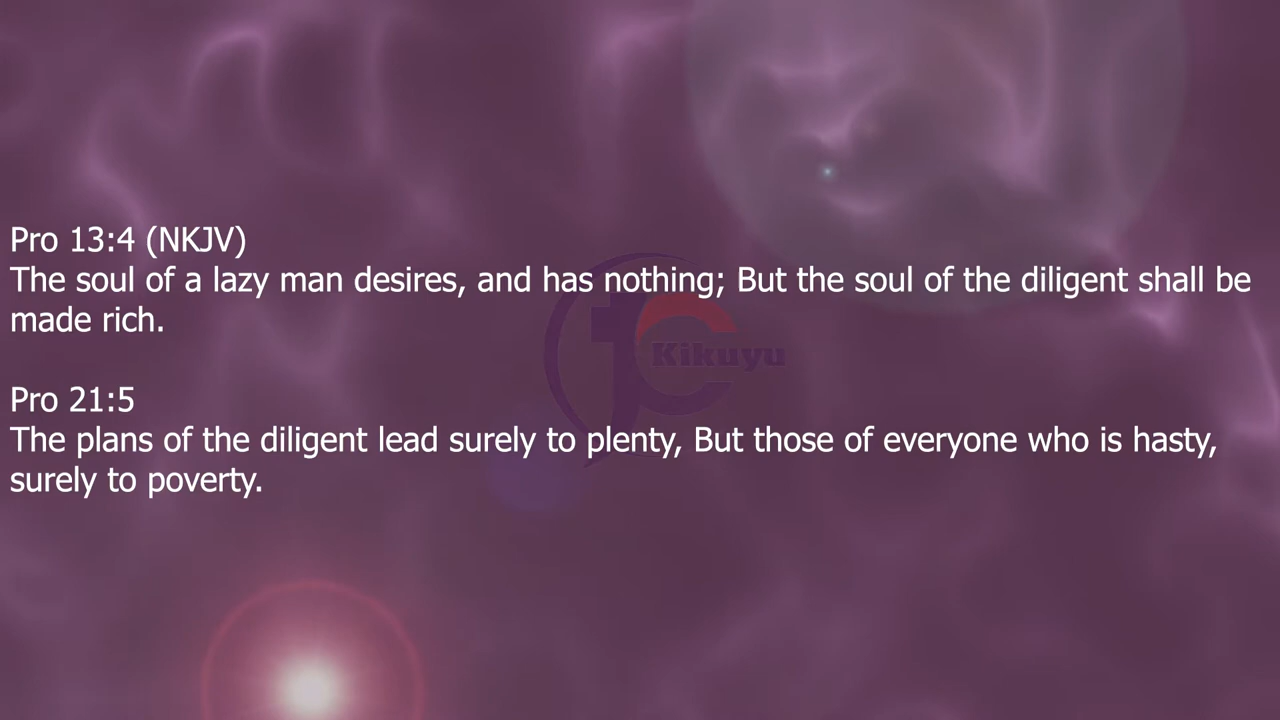 Pro 13:4 (NKJV)
The soul of a lazy man desires, and has nothing; But the soul of the diligent shall be
made rich.
Kikuyu
Pro 21:5
The plans of the diligent lead surely to plenty, But those of everyone who is hasty,
surely to poverty.